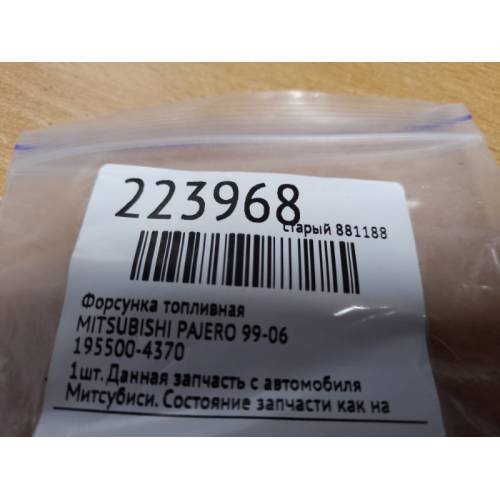 223968
старый 881188
Форсунка топливная
MITSUBISHI PAJERO 99-06
195500-4370
1шт. Данная запчасть с автомобиля
Митсубиси. Состояние запчасти как на